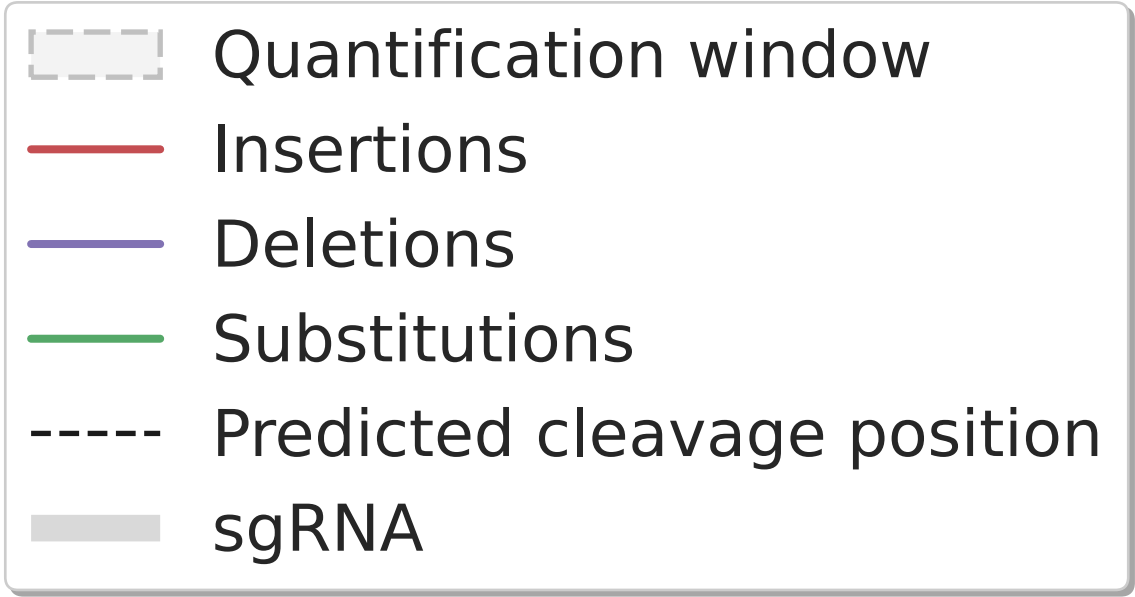 Quantification window
Insertions
Deletions
Substitutions
Predicted cleavage position
sgRNA